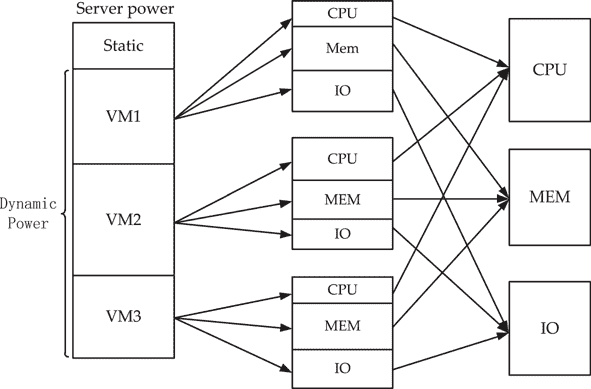 Server power
Static
VM1
VM2
VM3
Dynamic
Power
CPU
Mem
IO
CPU
MEM
IO
CPU
MEM
IO
CPU
MEM
IO